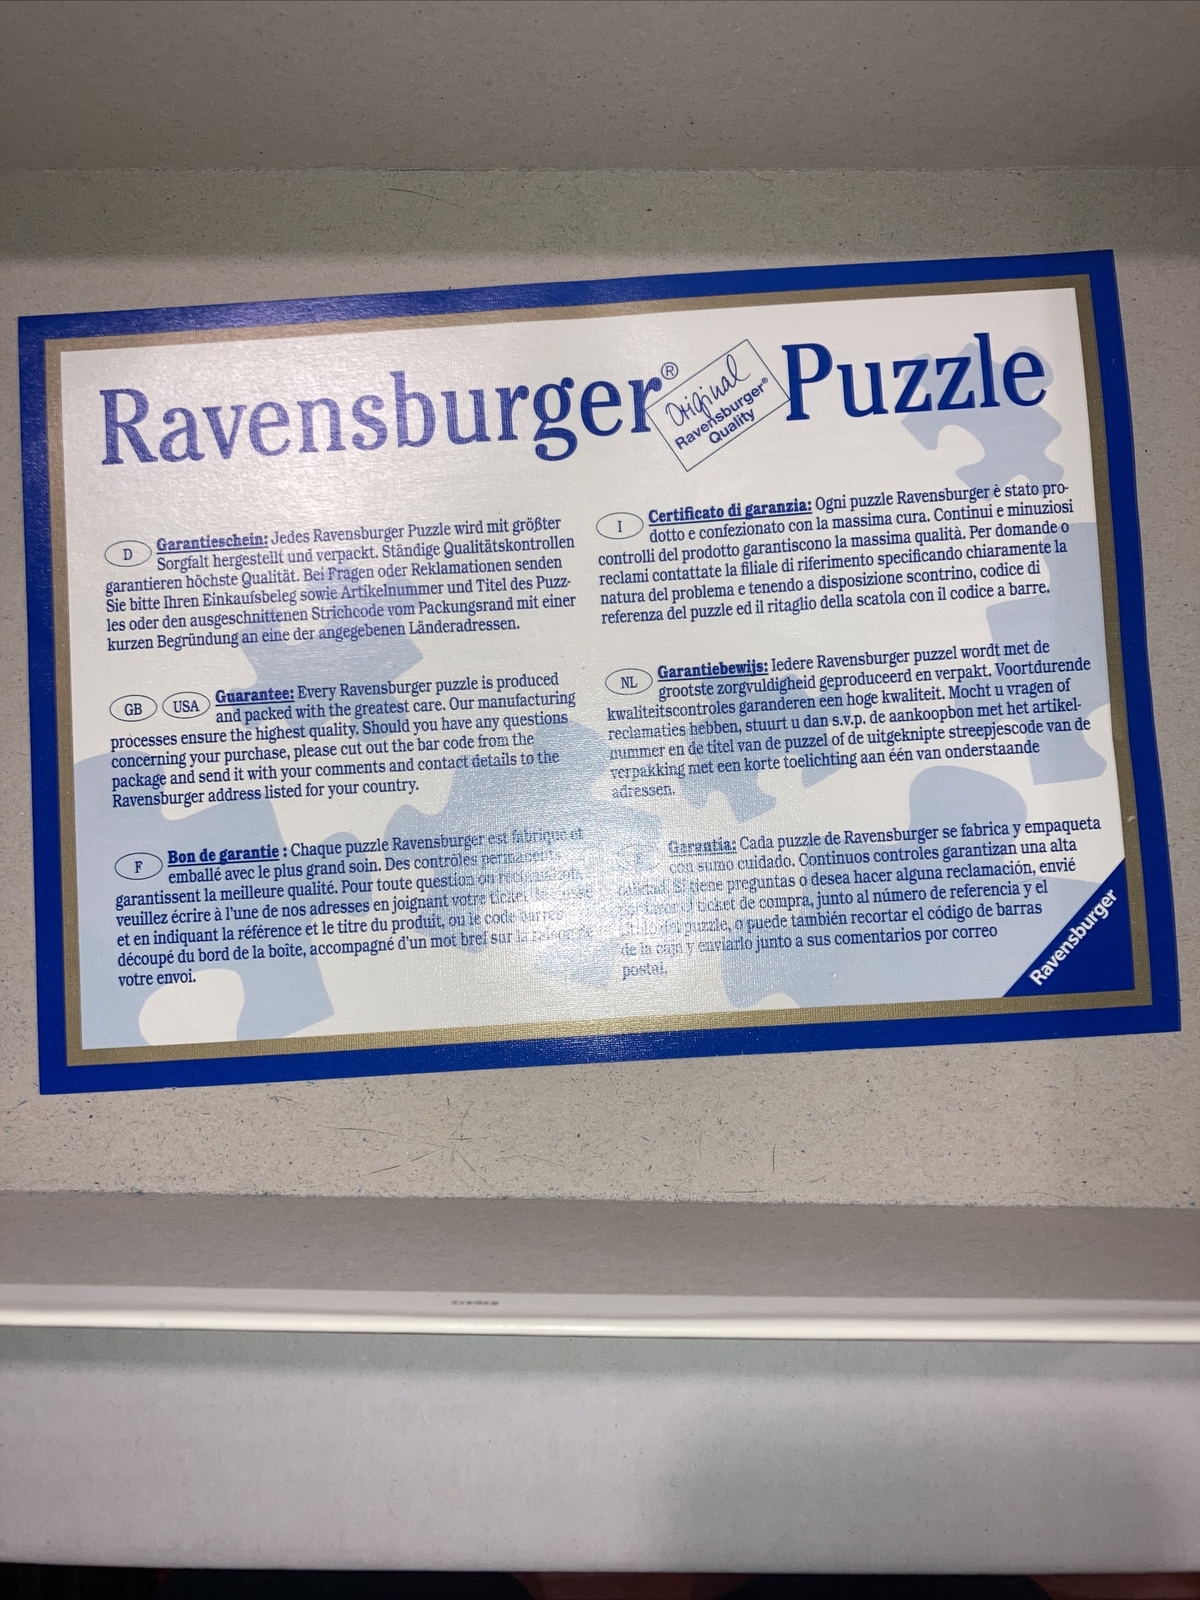 Ravensburger® Puzzle
Original
Ravensburger®
Quality
D Garantieschein: Jedes Ravensburger Puzzle wird mit größter
Sorgfalt hergestellt und verpackt. Ständige Qualitätskontrollen
garantieren höchste Qualität. Bei Fragen oder Reklamationen senden
Sie bitte Ihren Einkaufsbeleg sowie Artikelnummer und Titel des Puzz-
les oder den ausgeschnittenen Strichcode vom Packungsrand mit einer
kurzen Begründung an eine der angegebenen Länderadressen.
GB USA Guarantee: Every Ravensburger puzzle is produced
and packed with the greatest care. Our manufacturing
processes ensure the highest quality. Should you have any questions
concerning your purchase, please cut out the bar code from the
package and send it with your comments and contact details to the
Ravensburger address listed for your country.
F Bon de garantie : Chaque puzzle Ravensburger est fabriqué et
emballé avec le plus grand soin. Des contrôles permanents
garantissent la meilleure qualité. Pour toute question ou réclamation,
veuillez écrire à l'une de nos adresses en joignant votre ticket de caisse
et en indiquant la référence et le titre du produit, ou le code barres
découpé du bord de la boîte, accompagné d'un mot bref sur la raison de
votre envoi.
I Certificato di garanzia: Ogni puzzle Ravensburger è stato pro-
dotto e confezionato con la massima cura. Continui e minuziosi
controlli del prodotto garantiscono la massima qualità. Per domande o
reclami contattate la filiale di riferimento specificando chiaramente la
natura del problema e tenendo a disposizione scontrino, codice di
referenza del puzzle ed il ritaglio della scatola con il codice a barre.
NL Garantiebewijs: Iedere Ravensburger puzzel wordt met de
grootste zorgvuldigheid geproduceerd en verpakt. Voortdurende
kwaliteitscontroles garanderen een hoge kwaliteit. Mocht u vragen of
reclamaties hebben, stuurt u dan s.v.p. de aankoopbon met het artikel-
nummer en de titel van de puzzel of de uitgeknipte streepjescode van de
verpakking met een korte toelichting aan één van onderstaande
adressen.
Garantía: Cada puzzle de Ravensburger se fabrica y empaqueta
con sumo cuidado. Continuos controles garantizan una alta
calidad. Si tiene preguntas o desea hacer alguna reclamación, envié
por favor el ticket de compra, junto al número de referencia y el
puzzle, o puede también recortar el código de barras
de la caja y enviarlo junto a sus comentarios por correo
postal.
Ravensburger